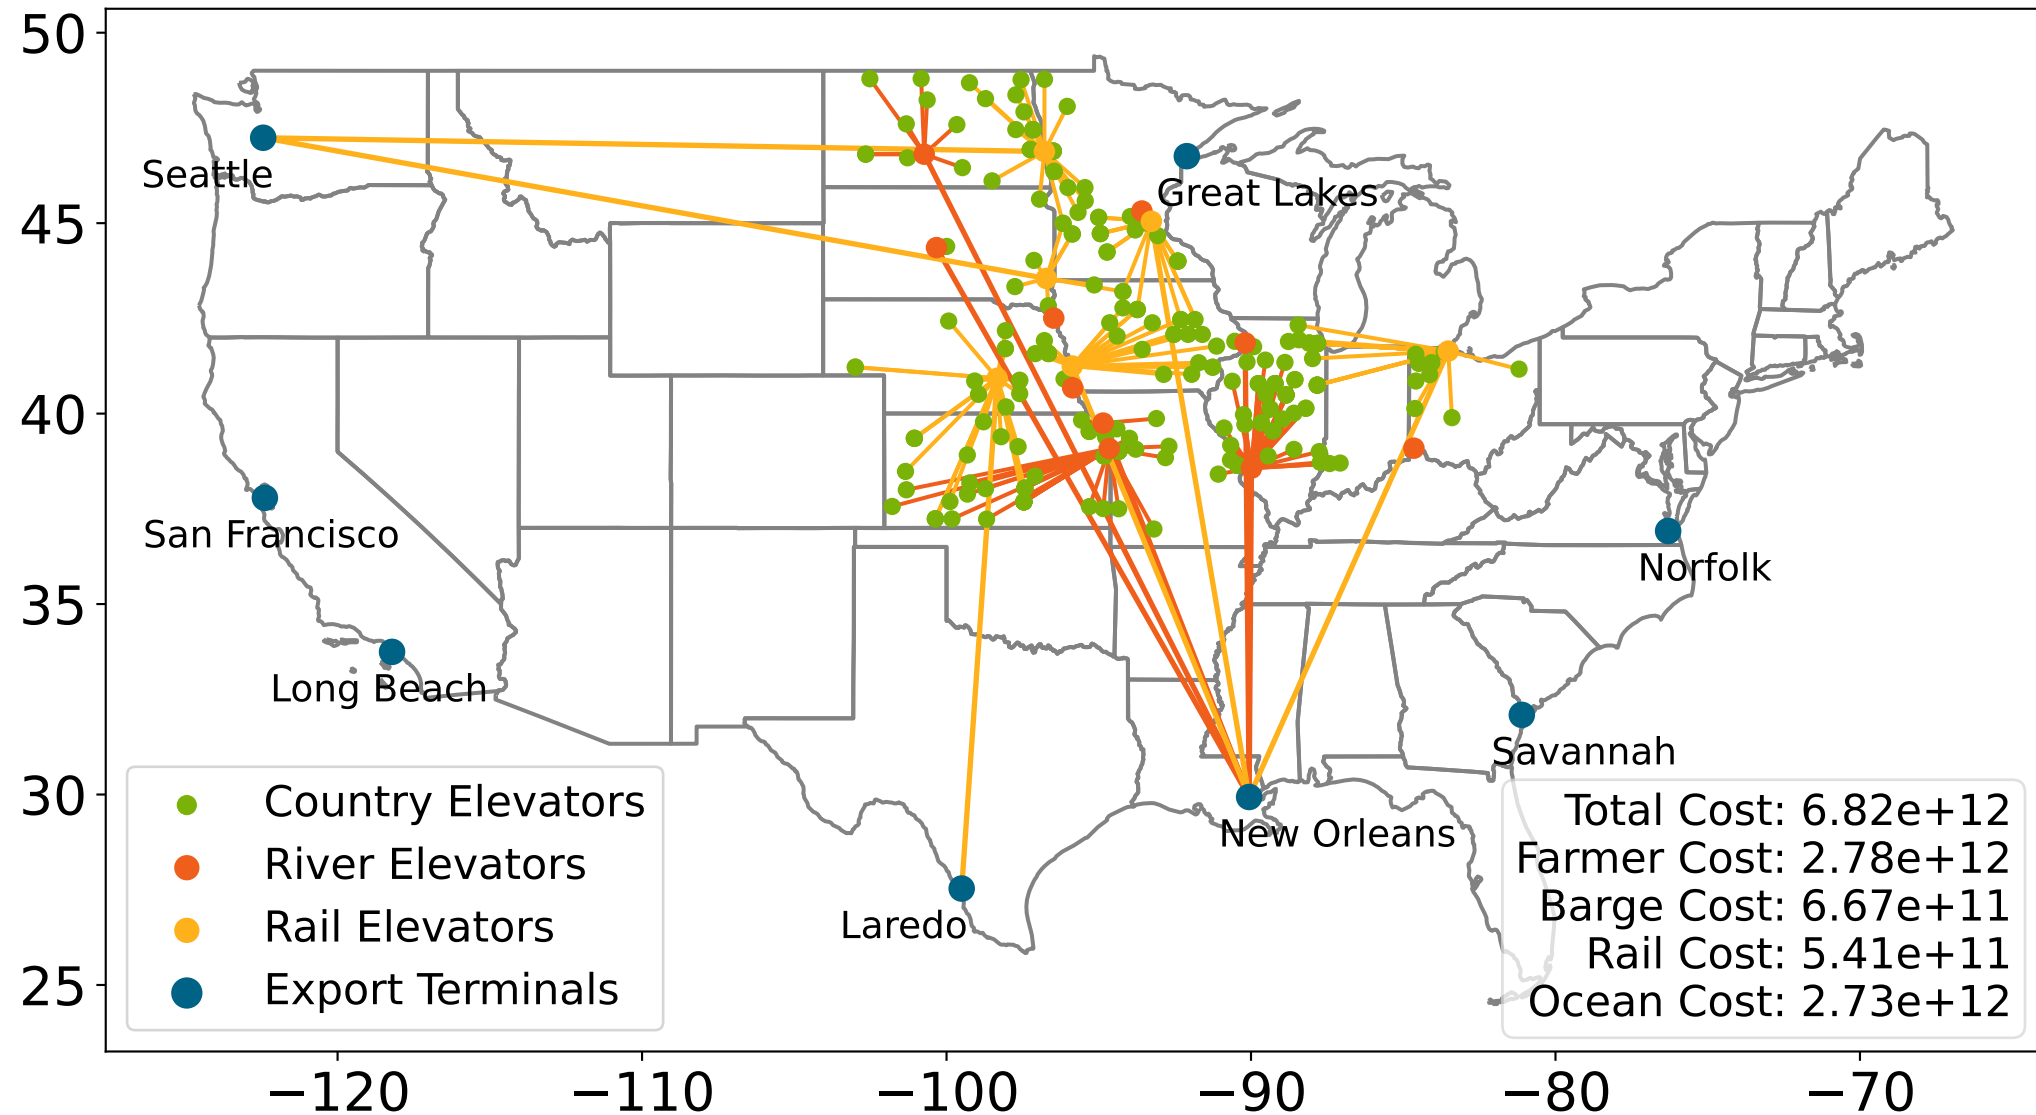 50
45
40
35
30
25
−120
−110
−100
−90
−80
−70
Seattle
Great Lakes
San Francisco
Norfolk
Long Beach
Savannah
New Orleans
Laredo
Country Elevators
River Elevators
Rail Elevators
Export Terminals
Total Cost: 6.82e+12
Farmer Cost: 2.78e+12
Barge Cost: 6.67e+11
Rail Cost: 5.41e+11
Ocean Cost: 2.73e+12